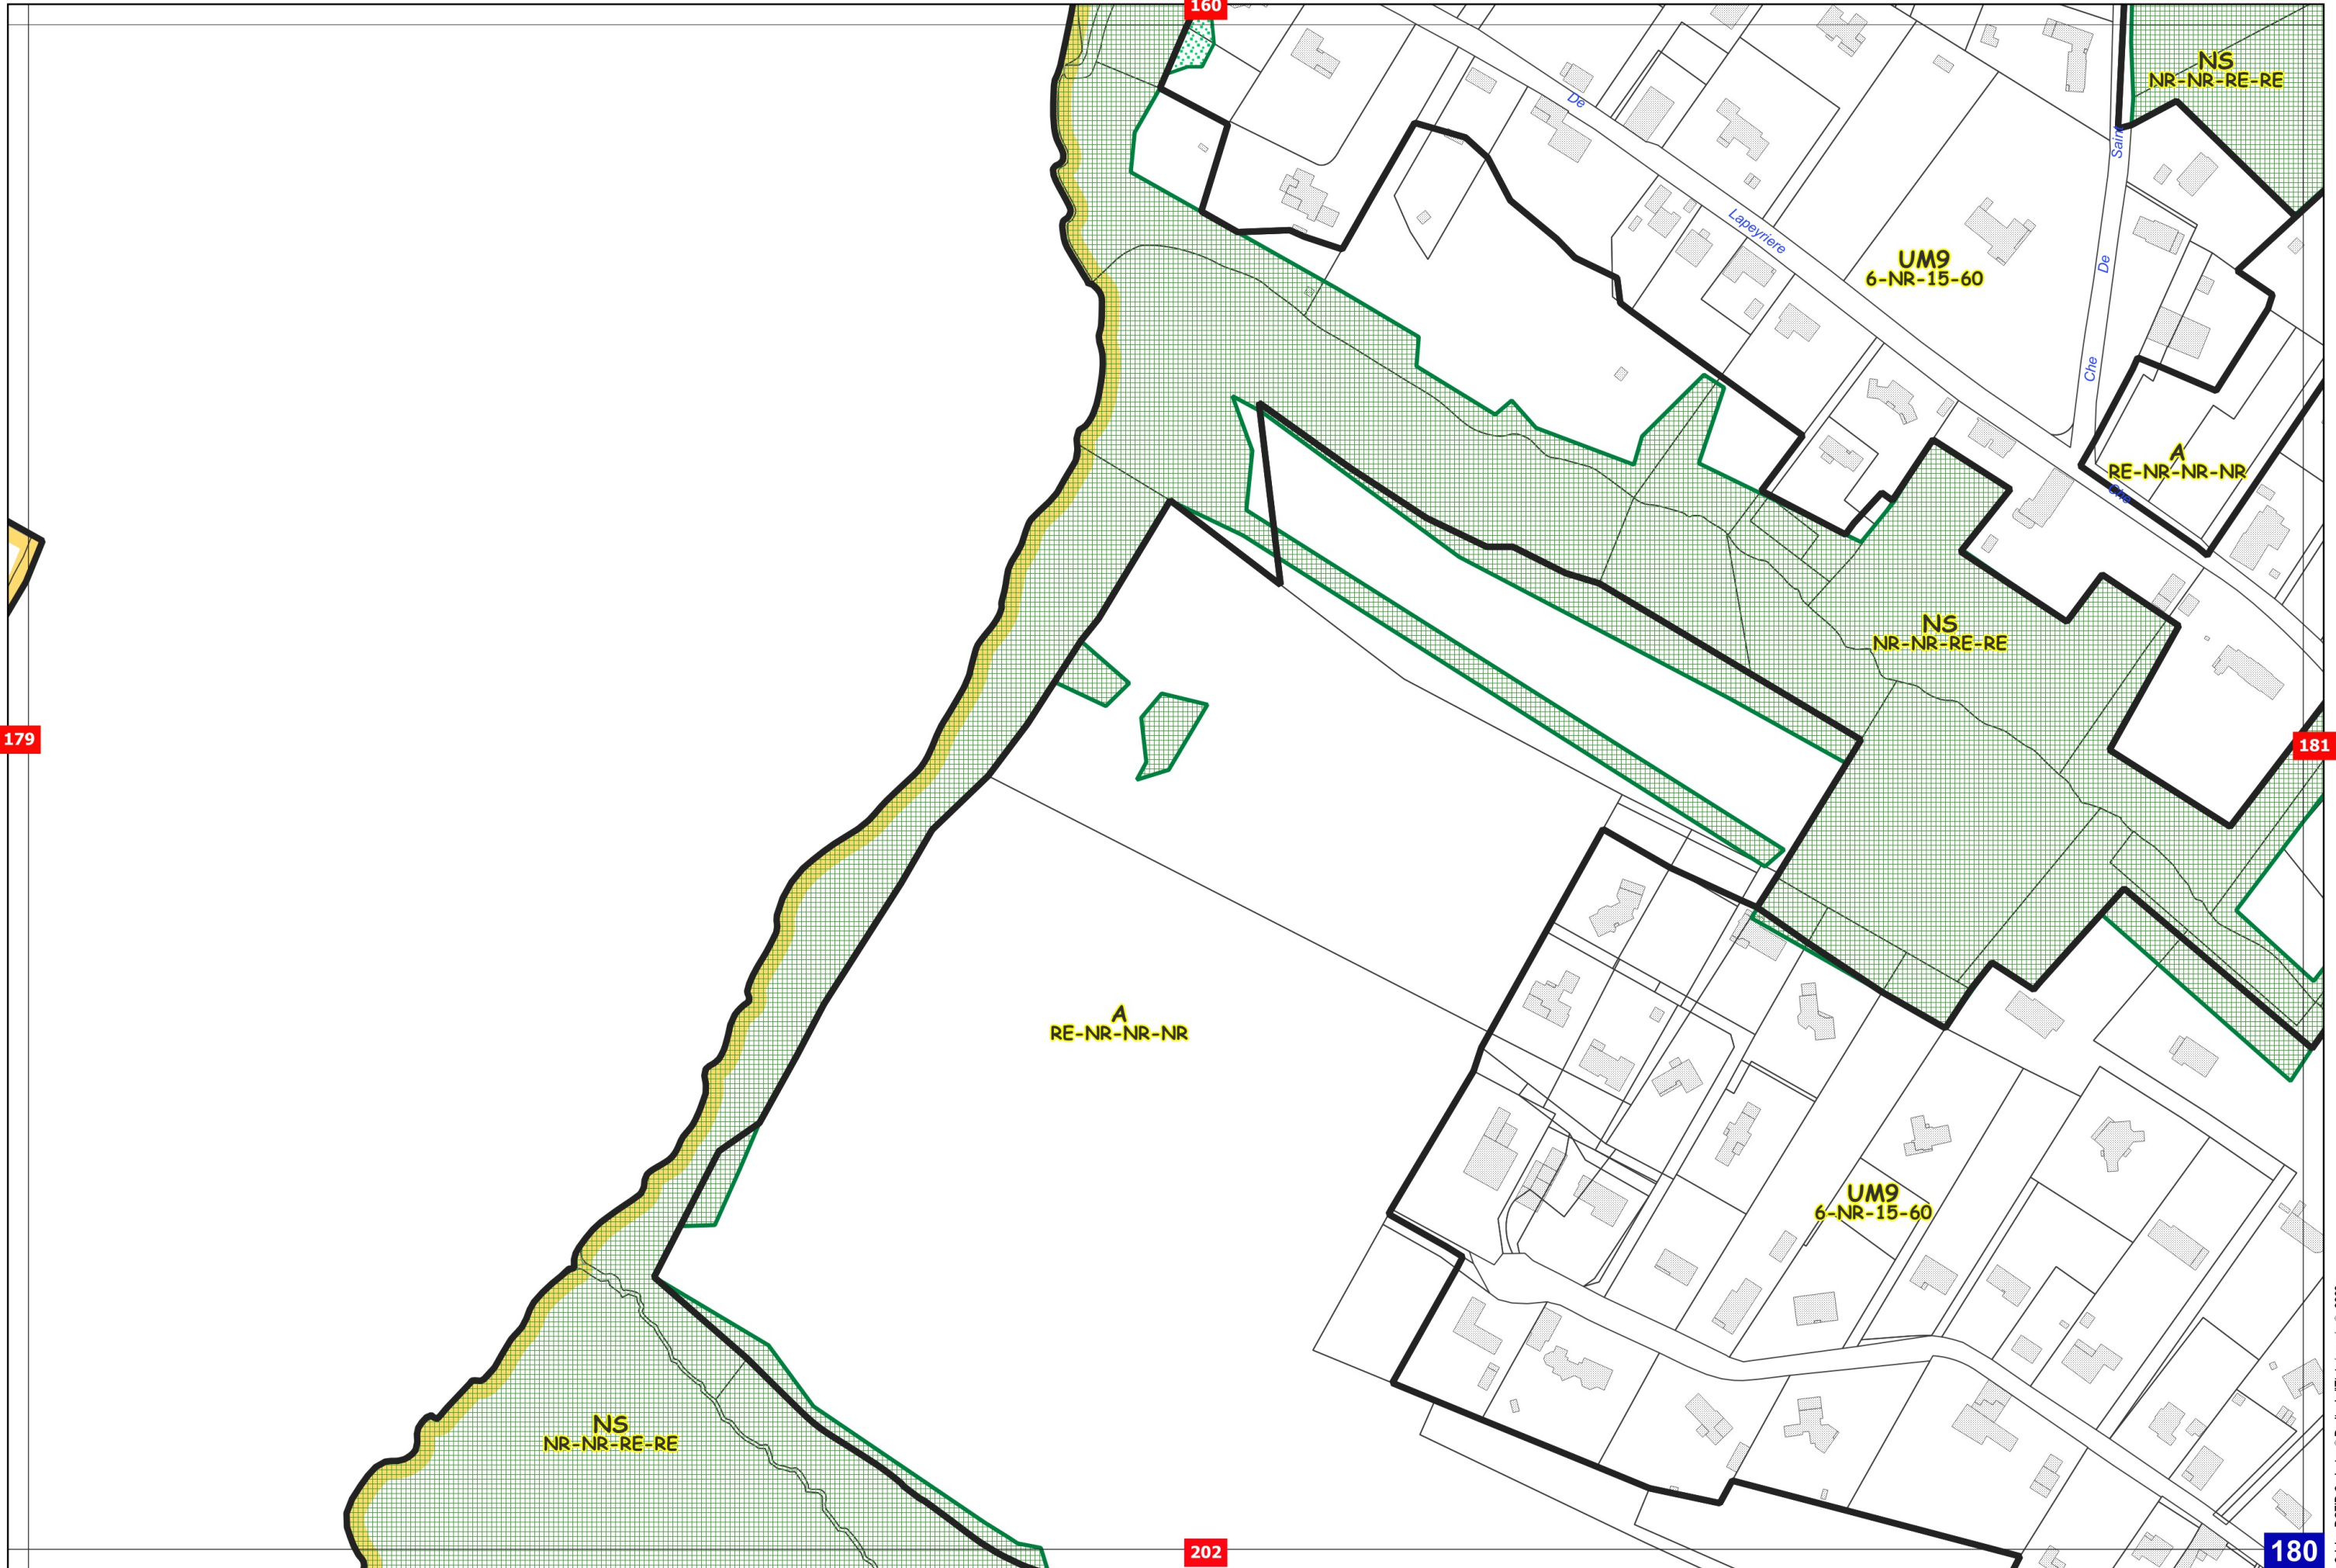 160
NS
NR-NR-RE-RE
De
Saint
Lapeyriere
UM9
6-NR-15-60
De
Che
A
RE-NR-NR-NR
Che
NS
NR-NR-RE-RE
179
181
A
RE-NR-NR-NR
UM9
6-NR-15-60
NS
NR-NR-RE-RE
202
180